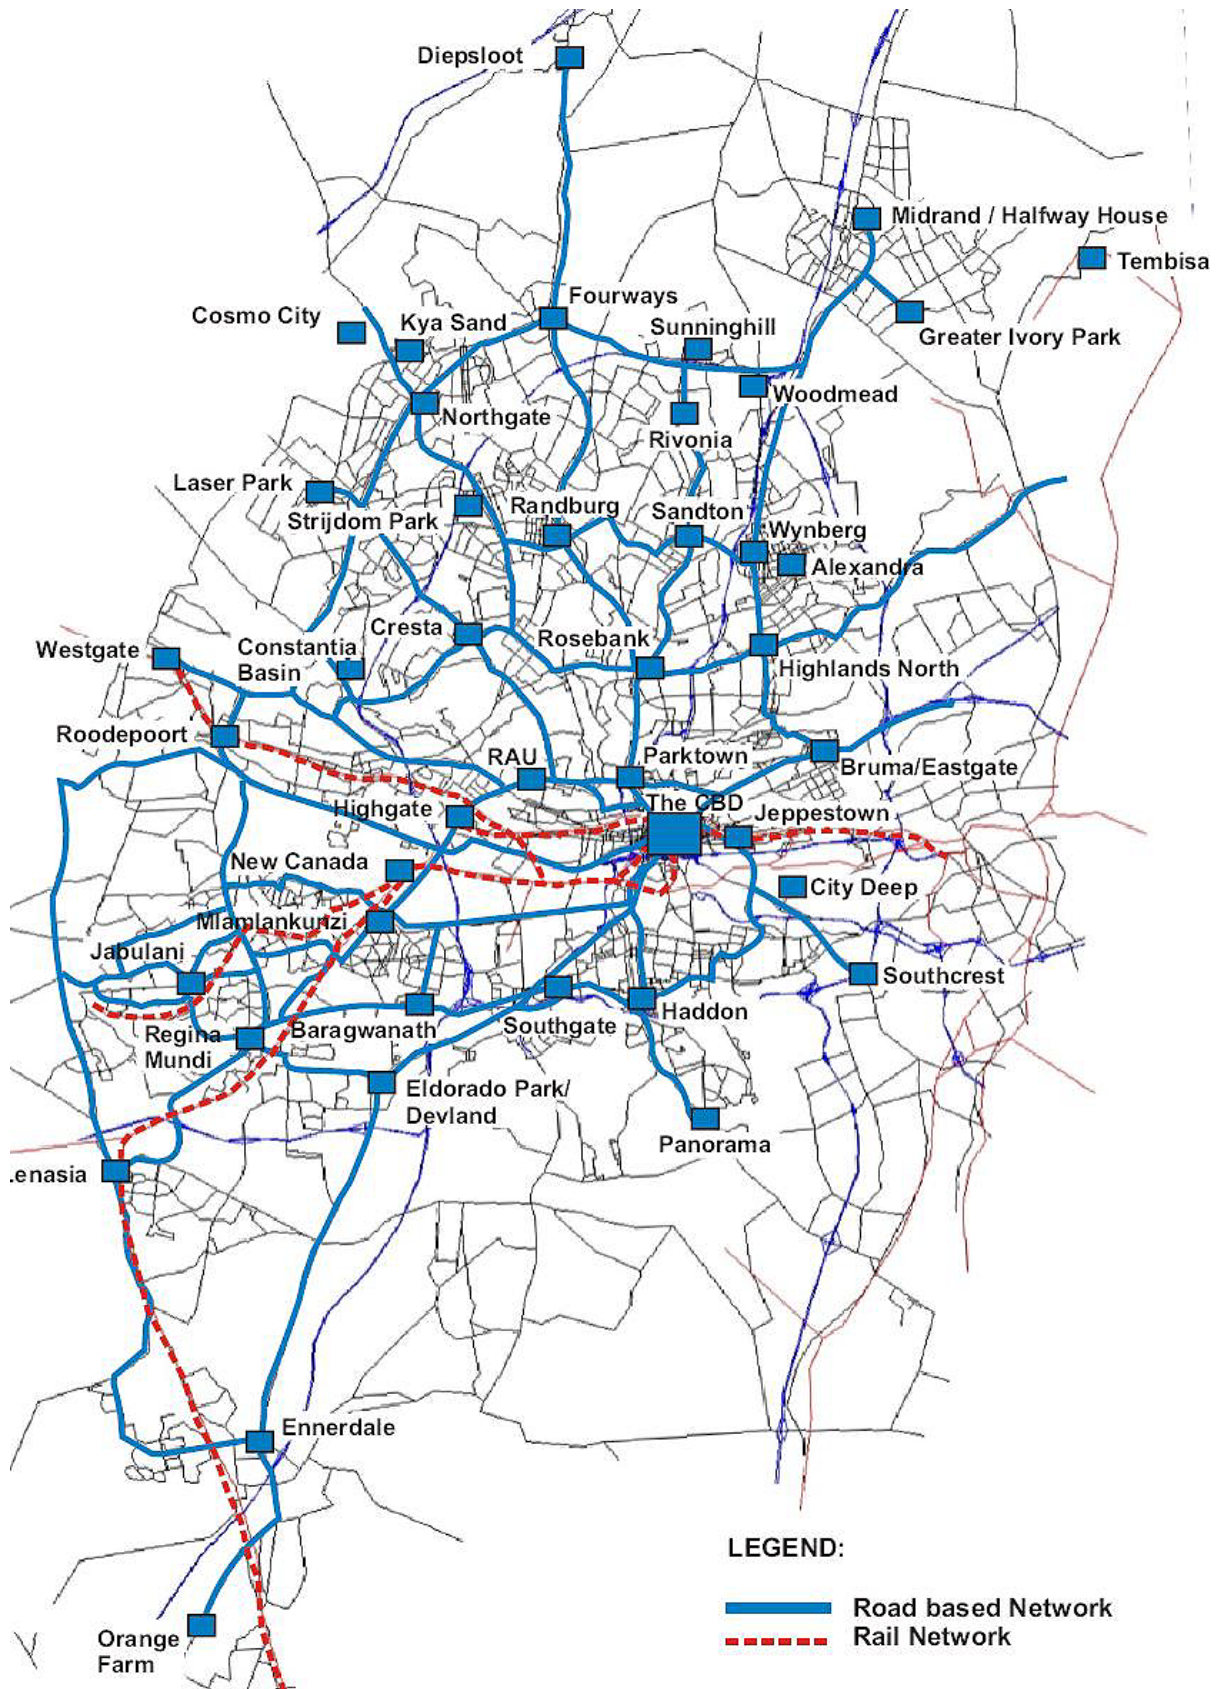 Diepsloot
Midrand / Halfway House
Tembisa
Fourways
Cosmo City
Kya Sand
Sunninghill
Greater Ivory Park
Woodmead
Northgate
Rivonia
Laser Park
Randburg
Sandton
Strijdom Park
Wynberg
Alexandra
Cresta
Rosebank
Westgate
Constantia
Basin
Highlands North
Roodepoort
RAU
Parktown
Bruma/Eastgate
Highgate
The CBD
Jeppestown
New Canada
City Deep
Mlamlankunzi
Jabulani
Southcrest
Haddon
Regina
Mundi
Baragwanath
Southgate
Eldorado Park/
Devland
Panorama
.enasia
Ennerdale
LEGEND:
Road based Network
Rail Network
Orange
Farm